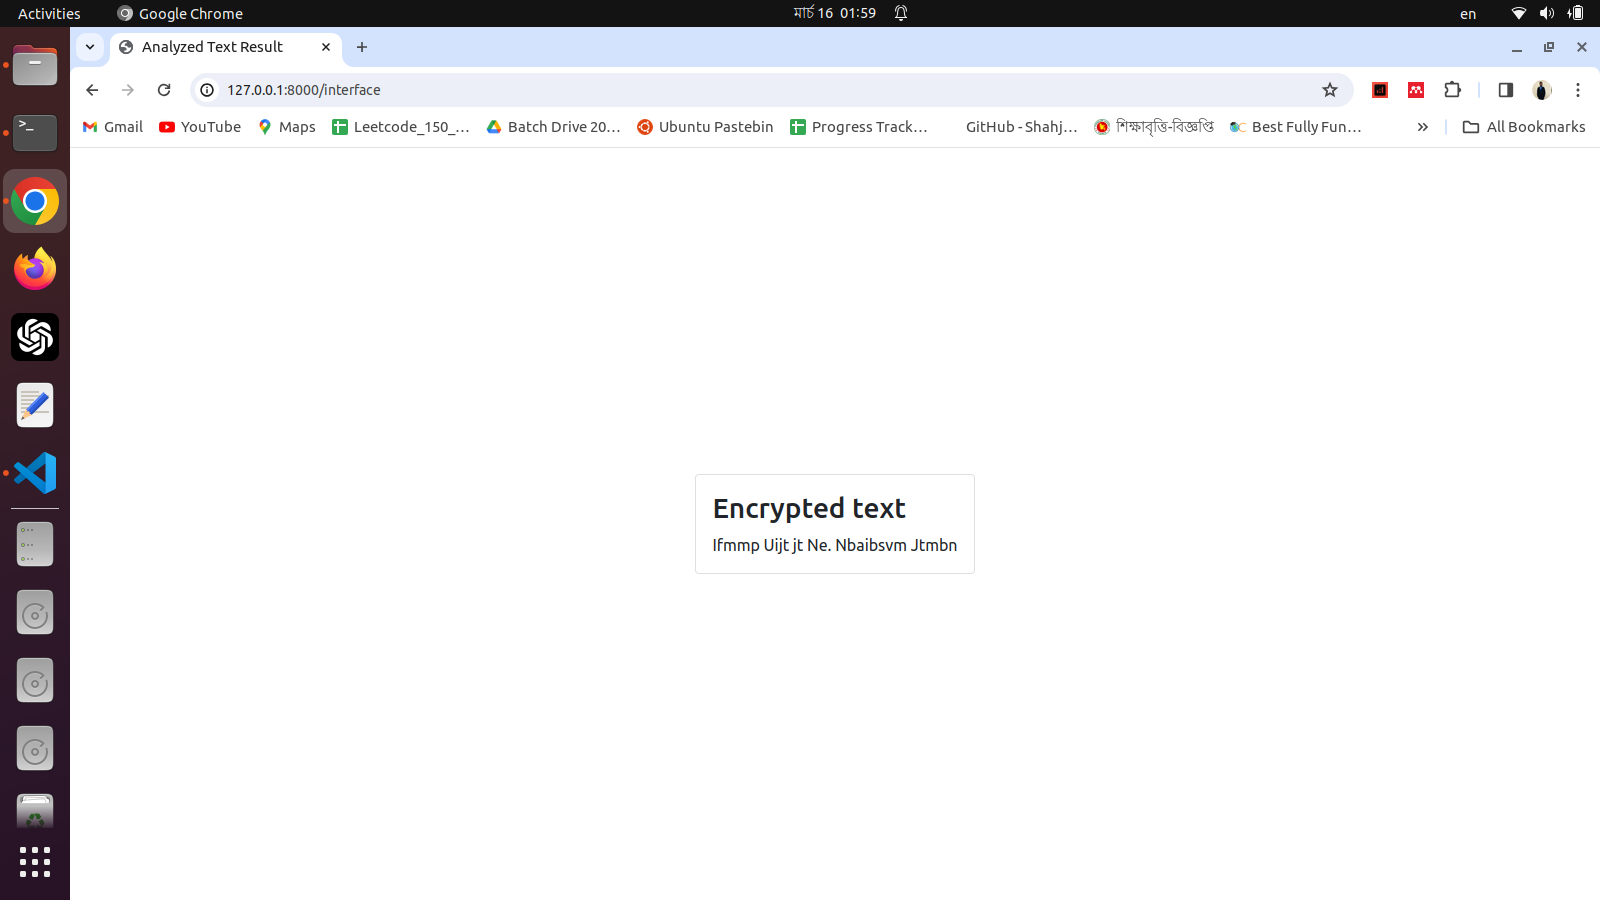 Activities
Google Chrome
मার্চ 16 01:59
en
Analyzed Text Result
127.0.0.1:8000/interface
Gmail
YouTube
Maps
Leetcode_150_...
Batch Drive 20...
Ubuntu Pastebin
Progress Track...
GitHub - Shahj...
শিক্ষাবৃত্তি-বিজ্ঞপ্তি
Best Fully Fun...
All Bookmarks
Encrypted text
Ifmmp Uijt jt Ne. Nbaibsvm Jtmbn